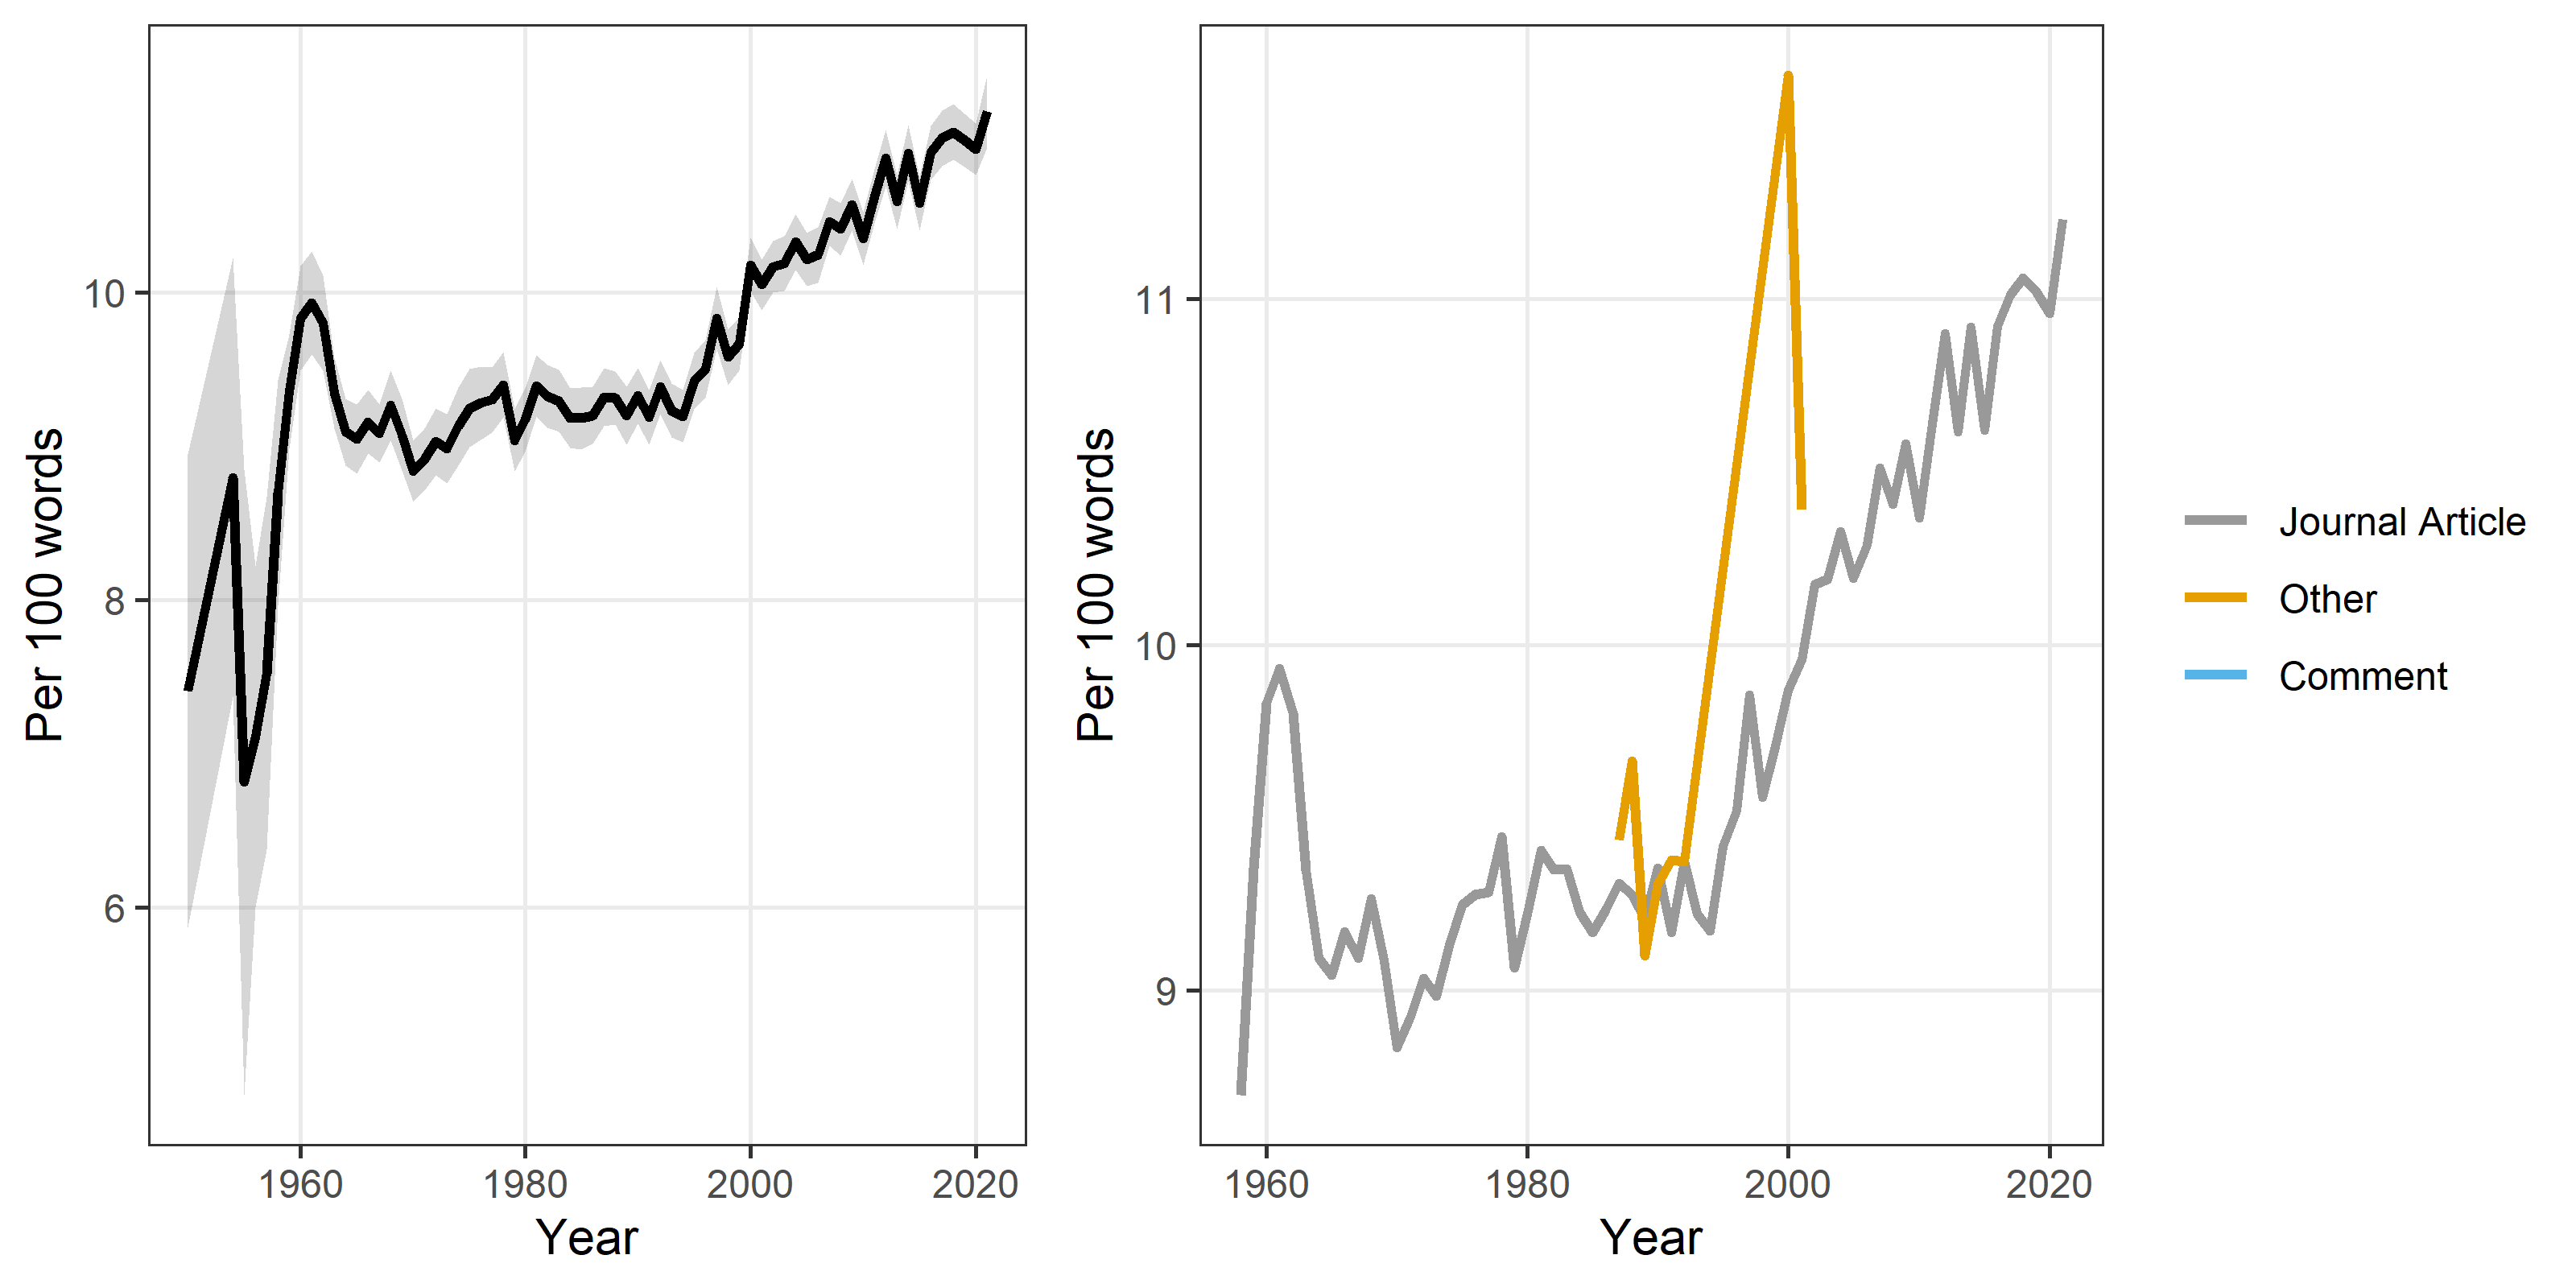 Per 100 words
10
8
6
1960 1980 2000 2020
Year
Per 100 words
11
10
9
1960 1980 2000 2020
Year
Journal Article
Other
Comment